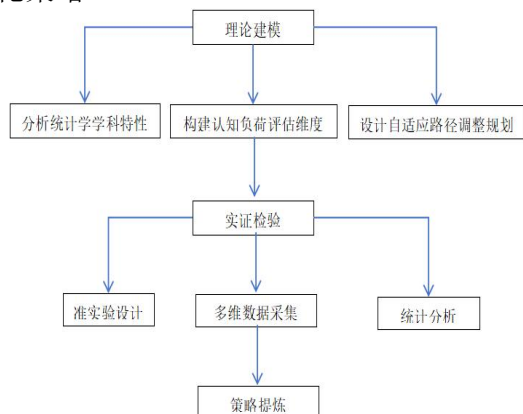 理论建模
分析统计学学科特性
构建认知负荷评估维度
设计自适应路径调整规划
实证检验
准实验设计
多维数据采集
统计分析
策略提炼